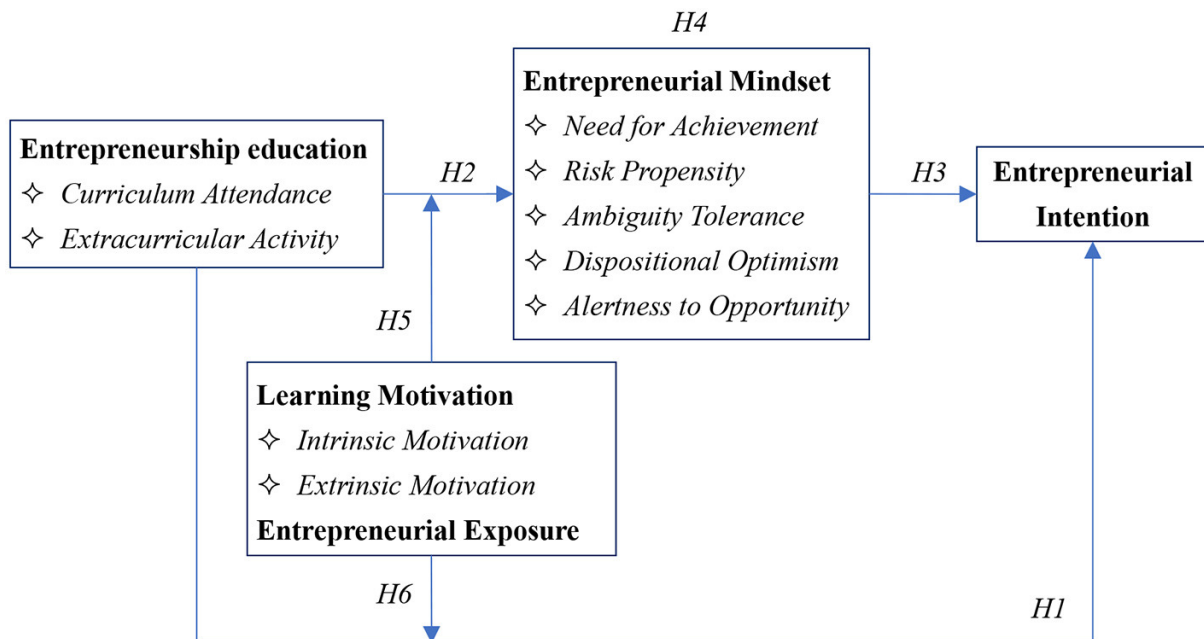 H4
Entrepreneurial Mindset
✧ Need for Achievement
✧ Risk Propensity
✧ Ambiguity Tolerance
✧ Dispositional Optimism
✧ Alertness to Opportunity
Entrepreneurship education
✧ Curriculum Attendance
✧ Extracurricular Activity
H2
H3
Entrepreneurial
Intention
H5
Learning Motivation
✧ Intrinsic Motivation
✧ Extrinsic Motivation
Entrepreneurial Exposure
H6
H1